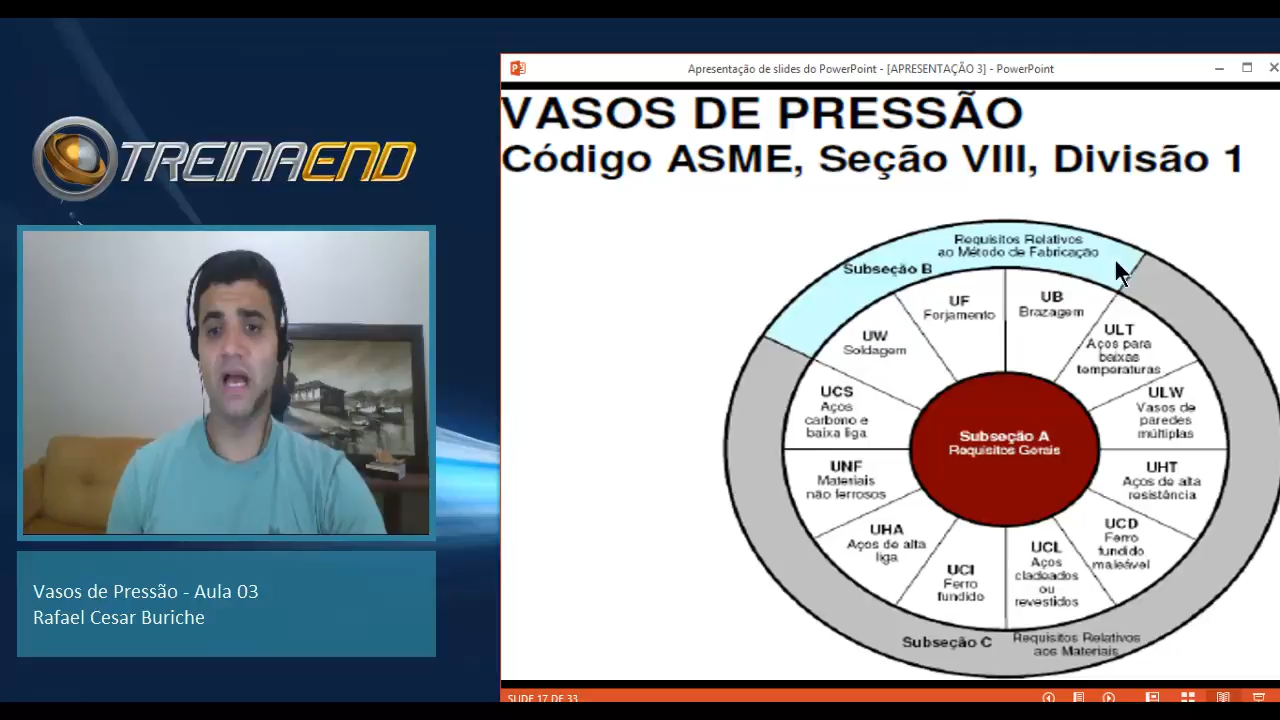 Apresentação de slides do PowerPoint - [APRESENTAÇÃO 3] - PowerPoint
TREINAEND
VASOS DE PRESSÃO
Código ASME, Seção VIII, Divisão 1
Requisitos Relativos
ao Método de Fabricação
Subseção B
UF
Forjamento
UB
Brazagem
UW
Soldagem
ULT
Aços para
baixas
temperaturas
UCS
Aços
carbono e
baixa liga
ULW
Vasos de
paredes
múltiplas
Subseção A
Requisitos Gerais
UNF
Materiais
não ferrosos
UHT
Aços de alta
resistência
UHA
Aços de alta
liga
UCD
Ferro
fundido
maleável
UCI
Ferro
fundido
UCL
Aços
cladeados
ou
revestidos
Subseção C
Requisitos Relativos
aos Materiais
Vasos de Pressão - Aula 03
Rafael Cesar Buriche
SLIDE 17 DE 33